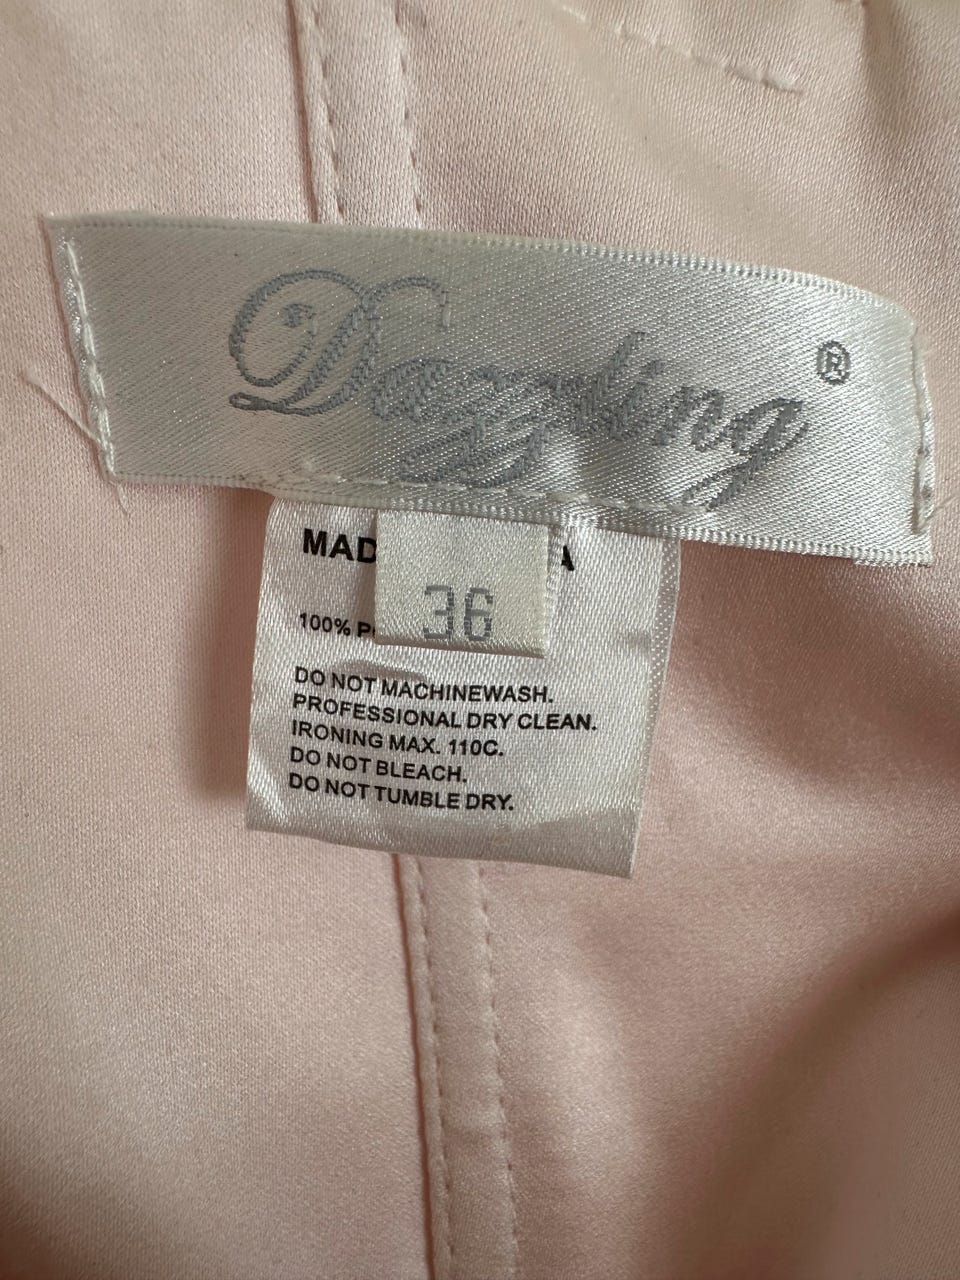 Dazzling®
36
MAD A
100% P
DO NOT MACHINEWASH.
PROFESSIONAL DRY CLEAN.
IRONING MAX. 110C.
DO NOT BLEACH.
DO NOT TUMBLE DRY.